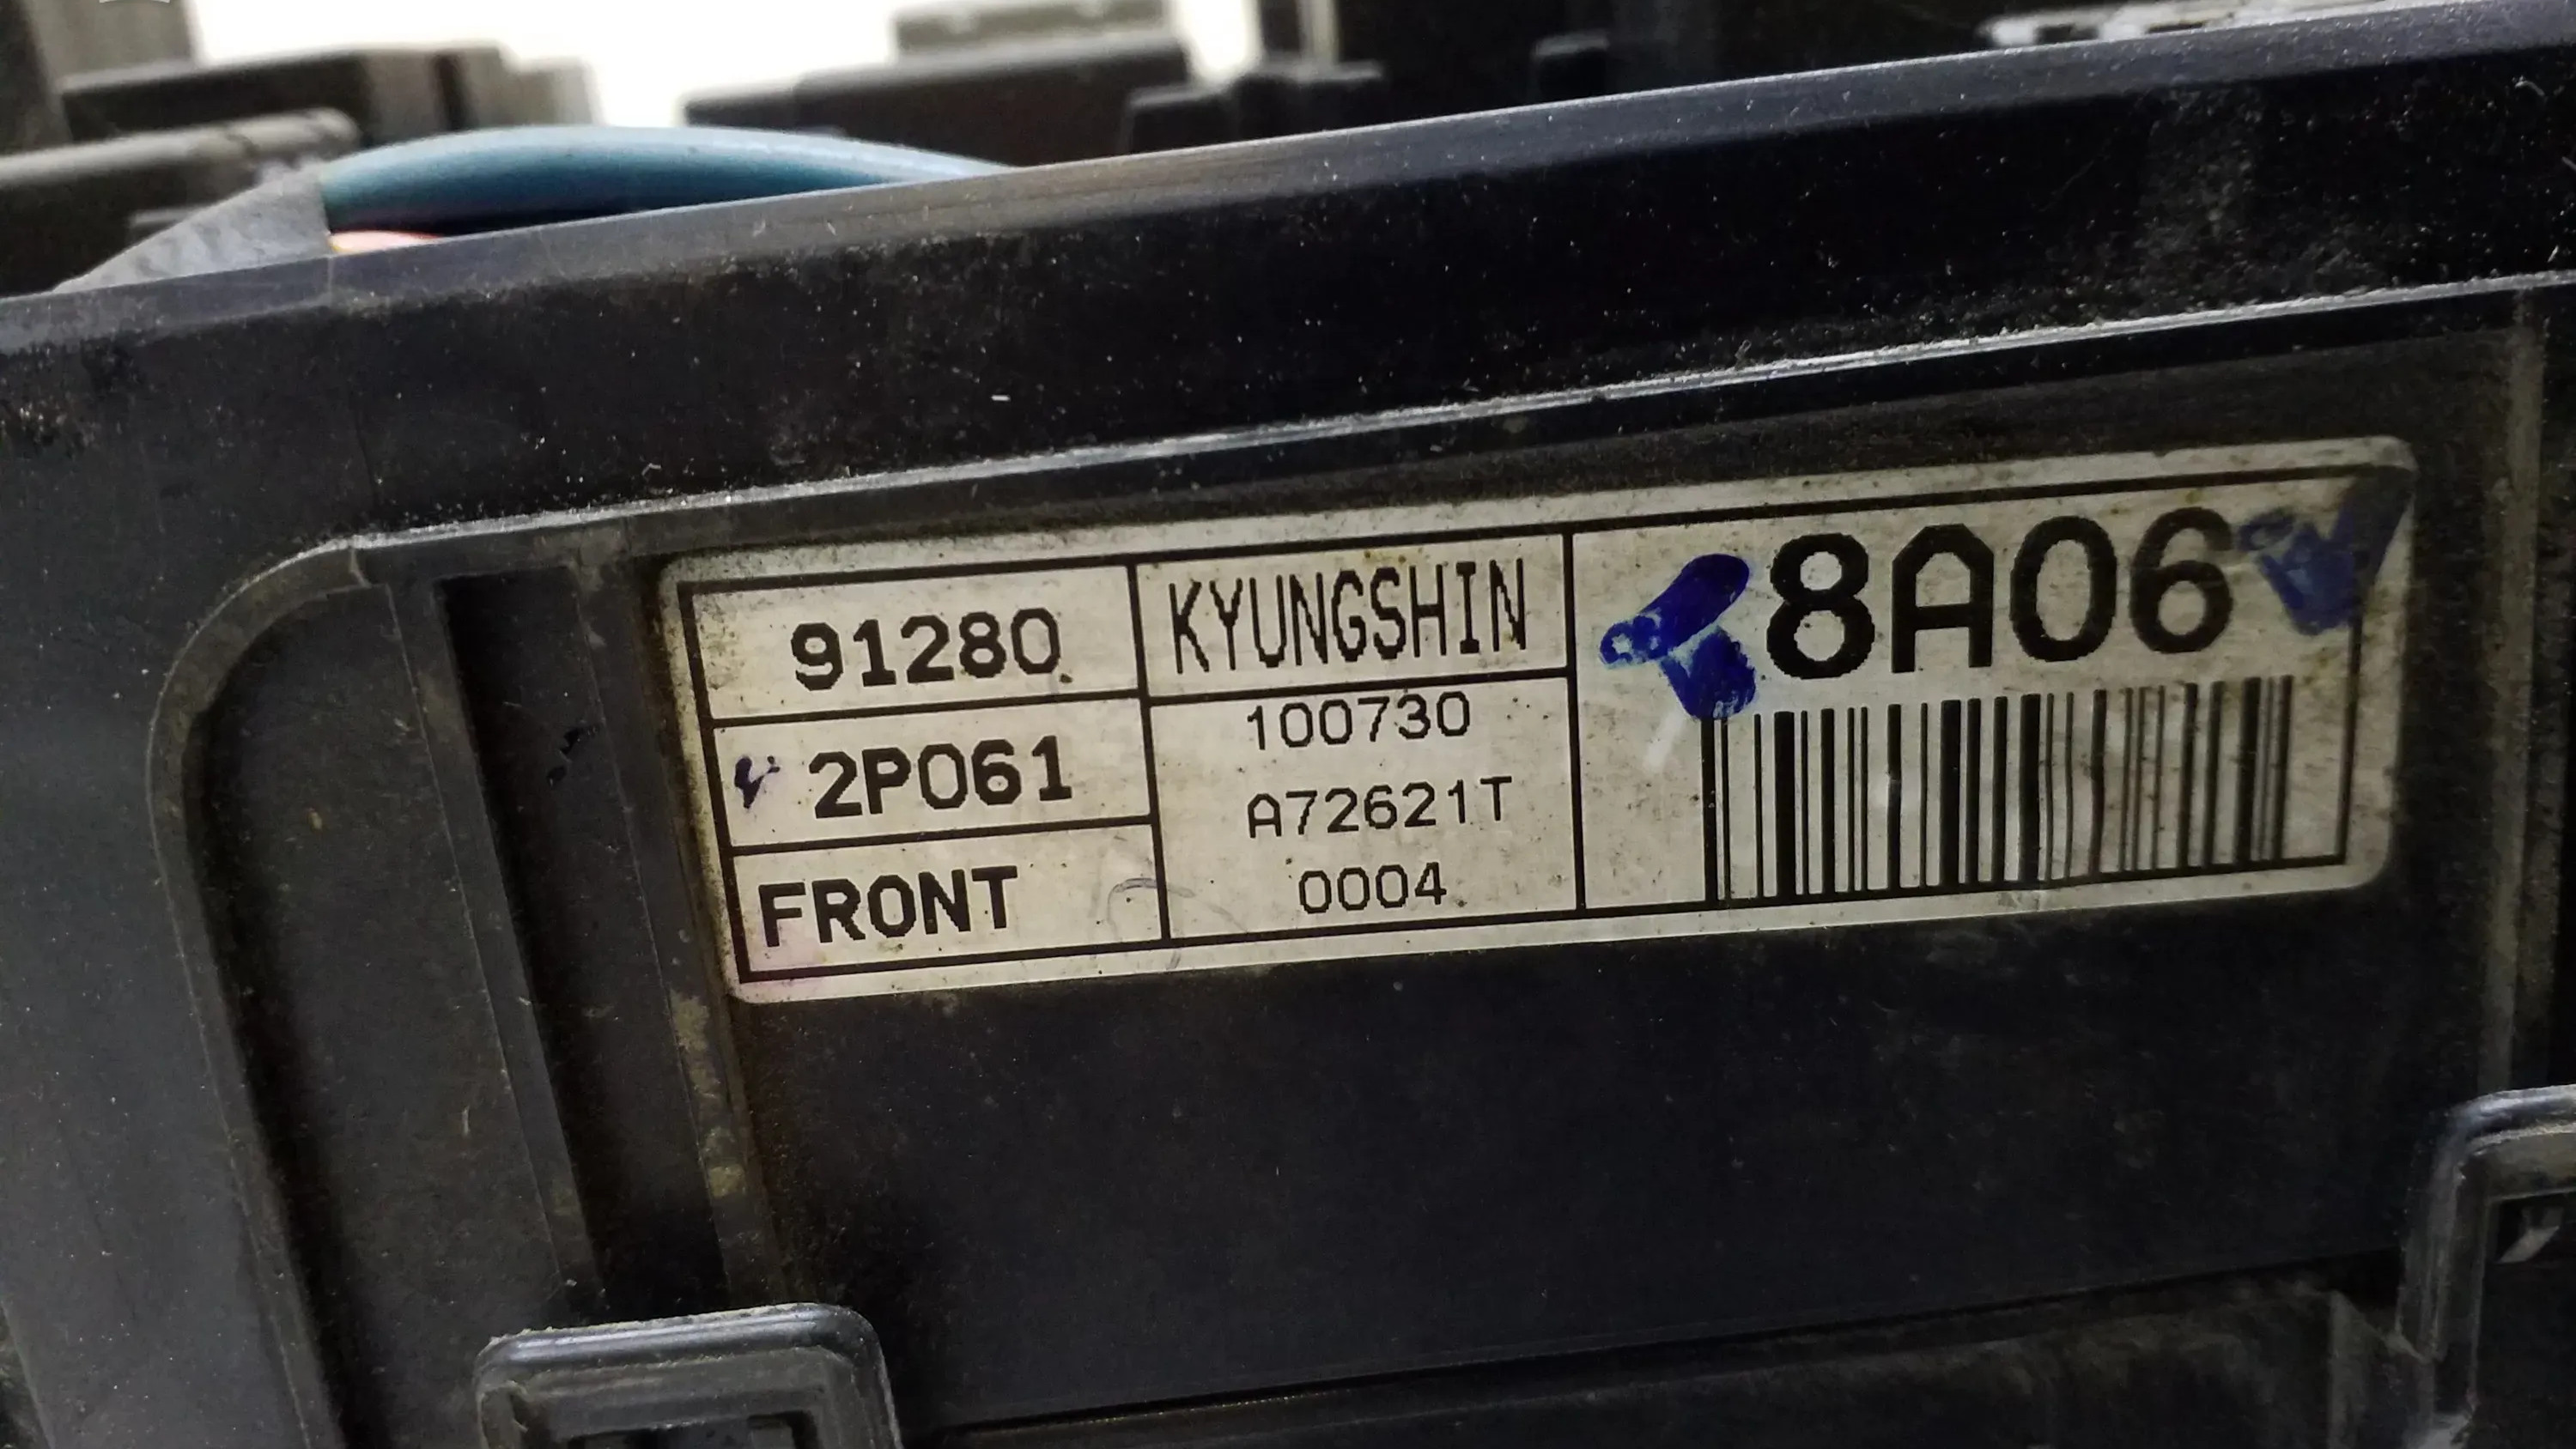 91280
2P061
FRONT
KYUNGSHIN
100730
A72621T
0004
8A06